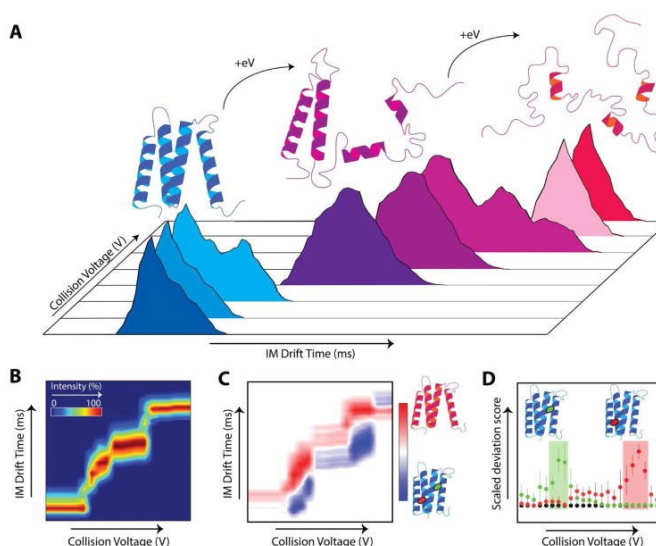 A
+eV
+eV
Collision Voltage (V)
IM Drift Time (ms)
B
Intensity (%)
0 100
IM Drift Time (ms)
Collision Voltage (V)
C
IM Drift Time (ms)
Collision Voltage (V)
D
Scaled deviation score
Collision Voltage (V)